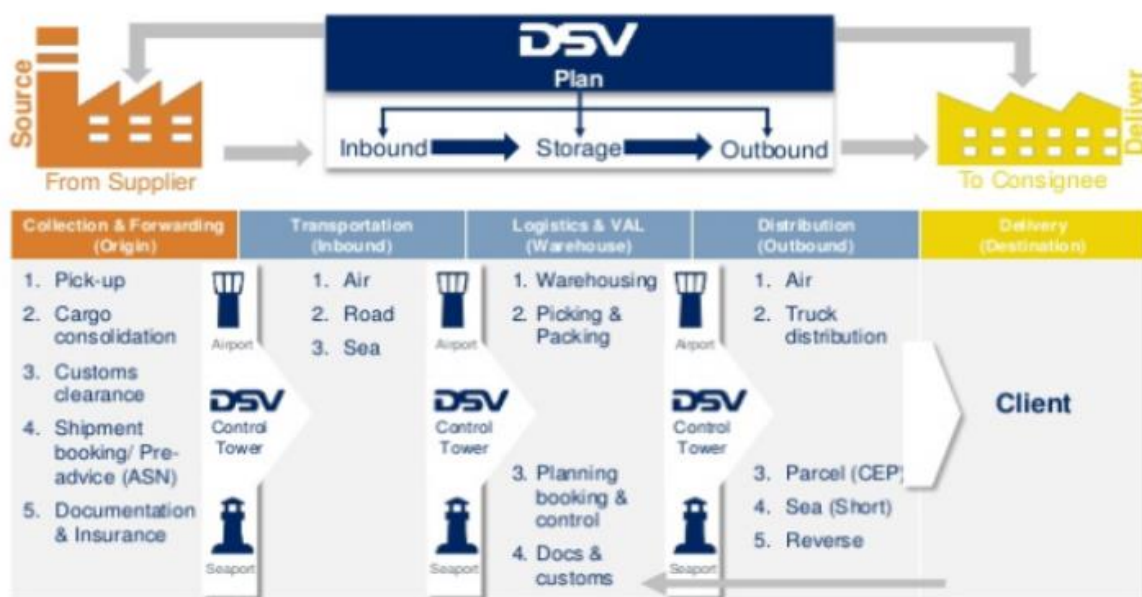 DSV
Plan
Source
Inbound
Storage
Outbound
Deliver
From Supplier
To Consignee
Collection & Forwarding
(Origin)
Transportation
(Inbound)
Logistics & VAL
(Warehouse)
Distribution
(Outbound)
Delivery
(Destination)
1. Pick-up
2. Cargo
consolidation
3. Customs
clearance
4. Shipment
booking/ Pre-
advice (ASN)
5. Documentation
& Insurance
Airport
DSV
Control
Tower
Seaport
1. Air
2. Road
3. Sea
Airport
DSV
Control
Tower
Seaport
1. Warehousing
2. Picking &
Packing
3. Planning
booking &
control
4. Docs &
customs
Airport
DSV
Control
Tower
Seaport
1. Air
2. Truck
distribution
3. Parcel (CEP)
4. Sea (Short)
5. Reverse
Client